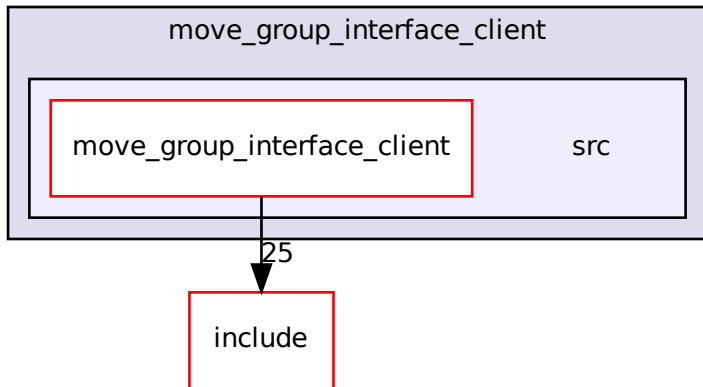 move_group_interface_client
move_group_interface_client
src
25
include